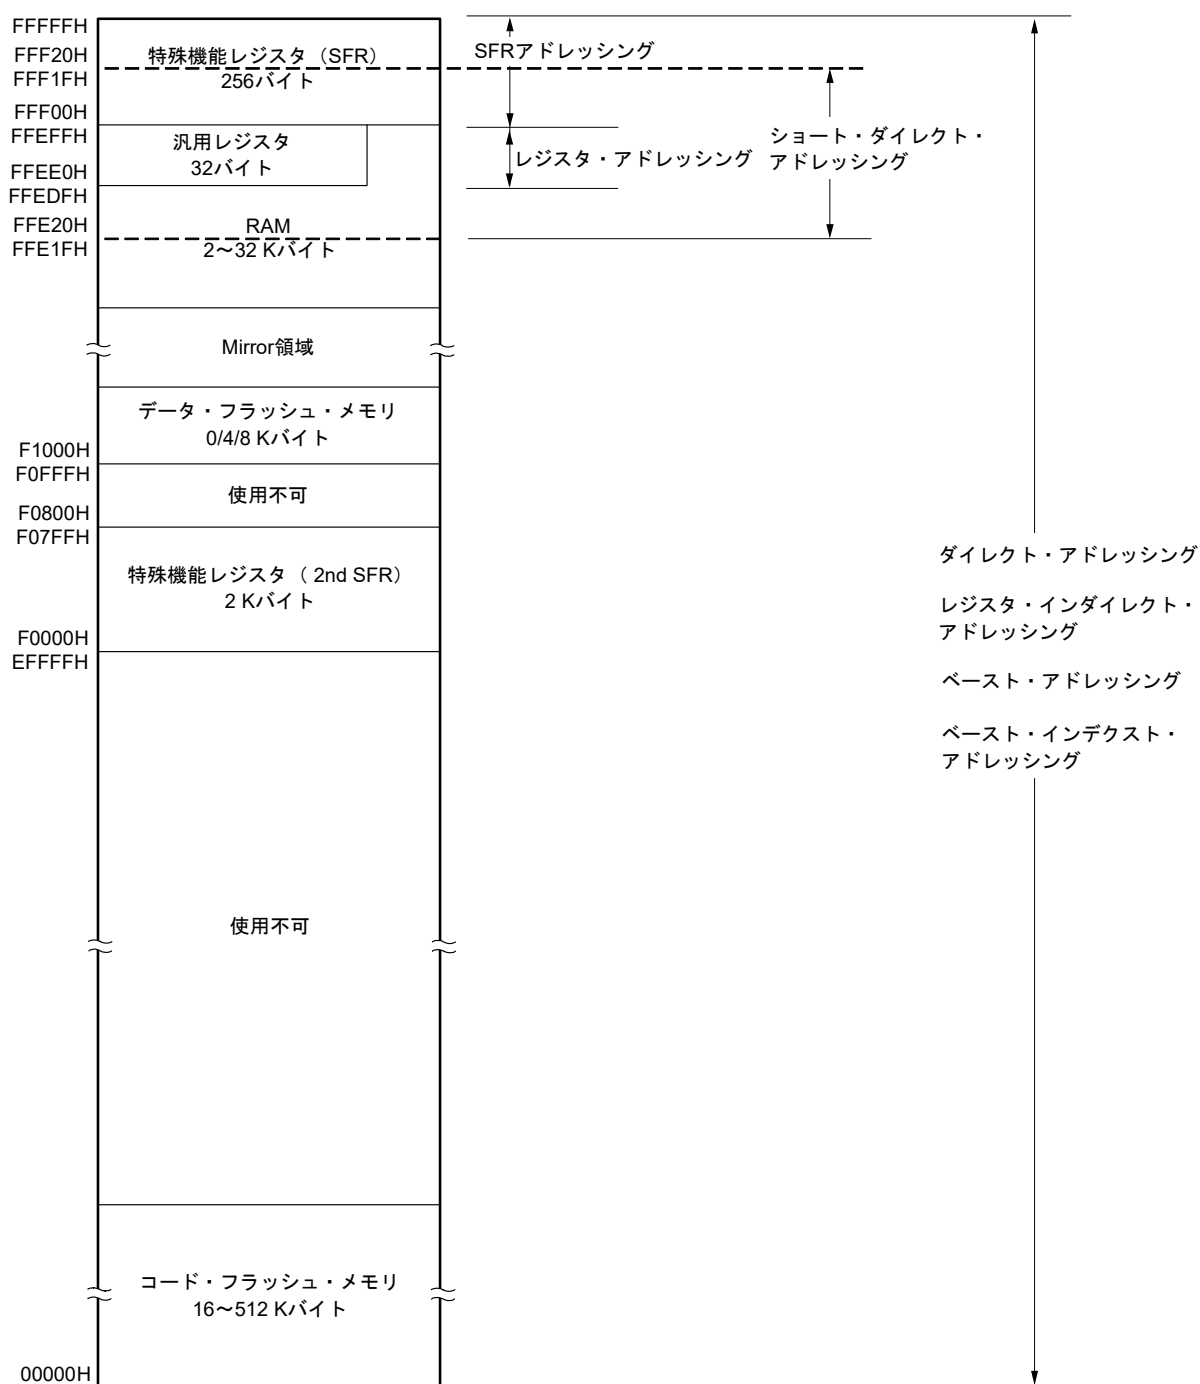 FFFFFH
FFF20H
特殊機能レジスタ（SFR）
SFRアドレッシング
FFF1FH
256バイト
FFF00H
FFEFFH
汎用レジスタ
32バイト
レジスタ・アドレッシング
ショート・ダイレクト・
アドレッシング
FFEE0H
FFEDFH
FFE20H
RAM
FFE1FH
2～32 Kバイト
Mirror領域
データ・フラッシュ・メモリ
0/4/8 Kバイト
F1000H
F0FFFH
使用不可
F0800H
F07FFH
特殊機能レジスタ（ 2nd SFR）
2 Kバイト
F0000H
EFFFFH
ダイレクト・アドレッシング
レジスタ・インダイレクト・
アドレッシング
ベースト・アドレッシング
ベースト・インデクスト・
アドレッシング
使用不可
コード・フラッシュ・メモリ
16～512 Kバイト
00000H